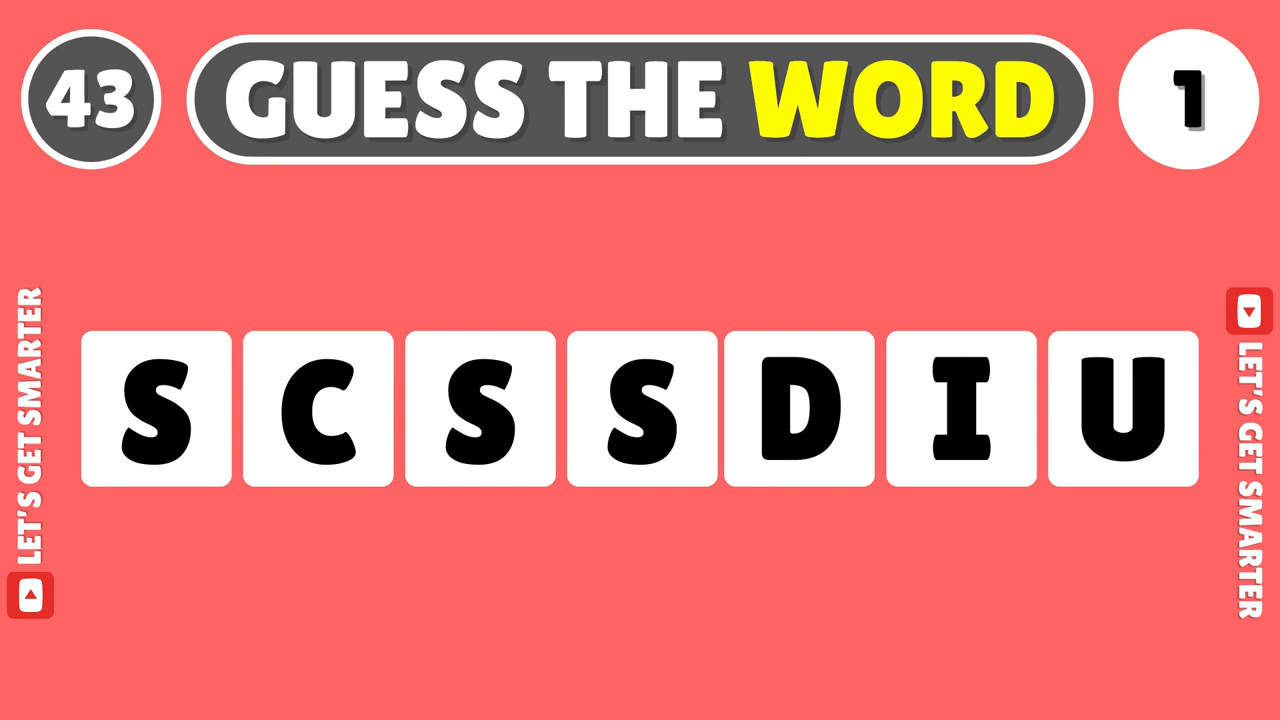 43
GUESS THE WORD
1
LET'S GET SMARTER
S C S S D I U
LET'S GET SMARTER